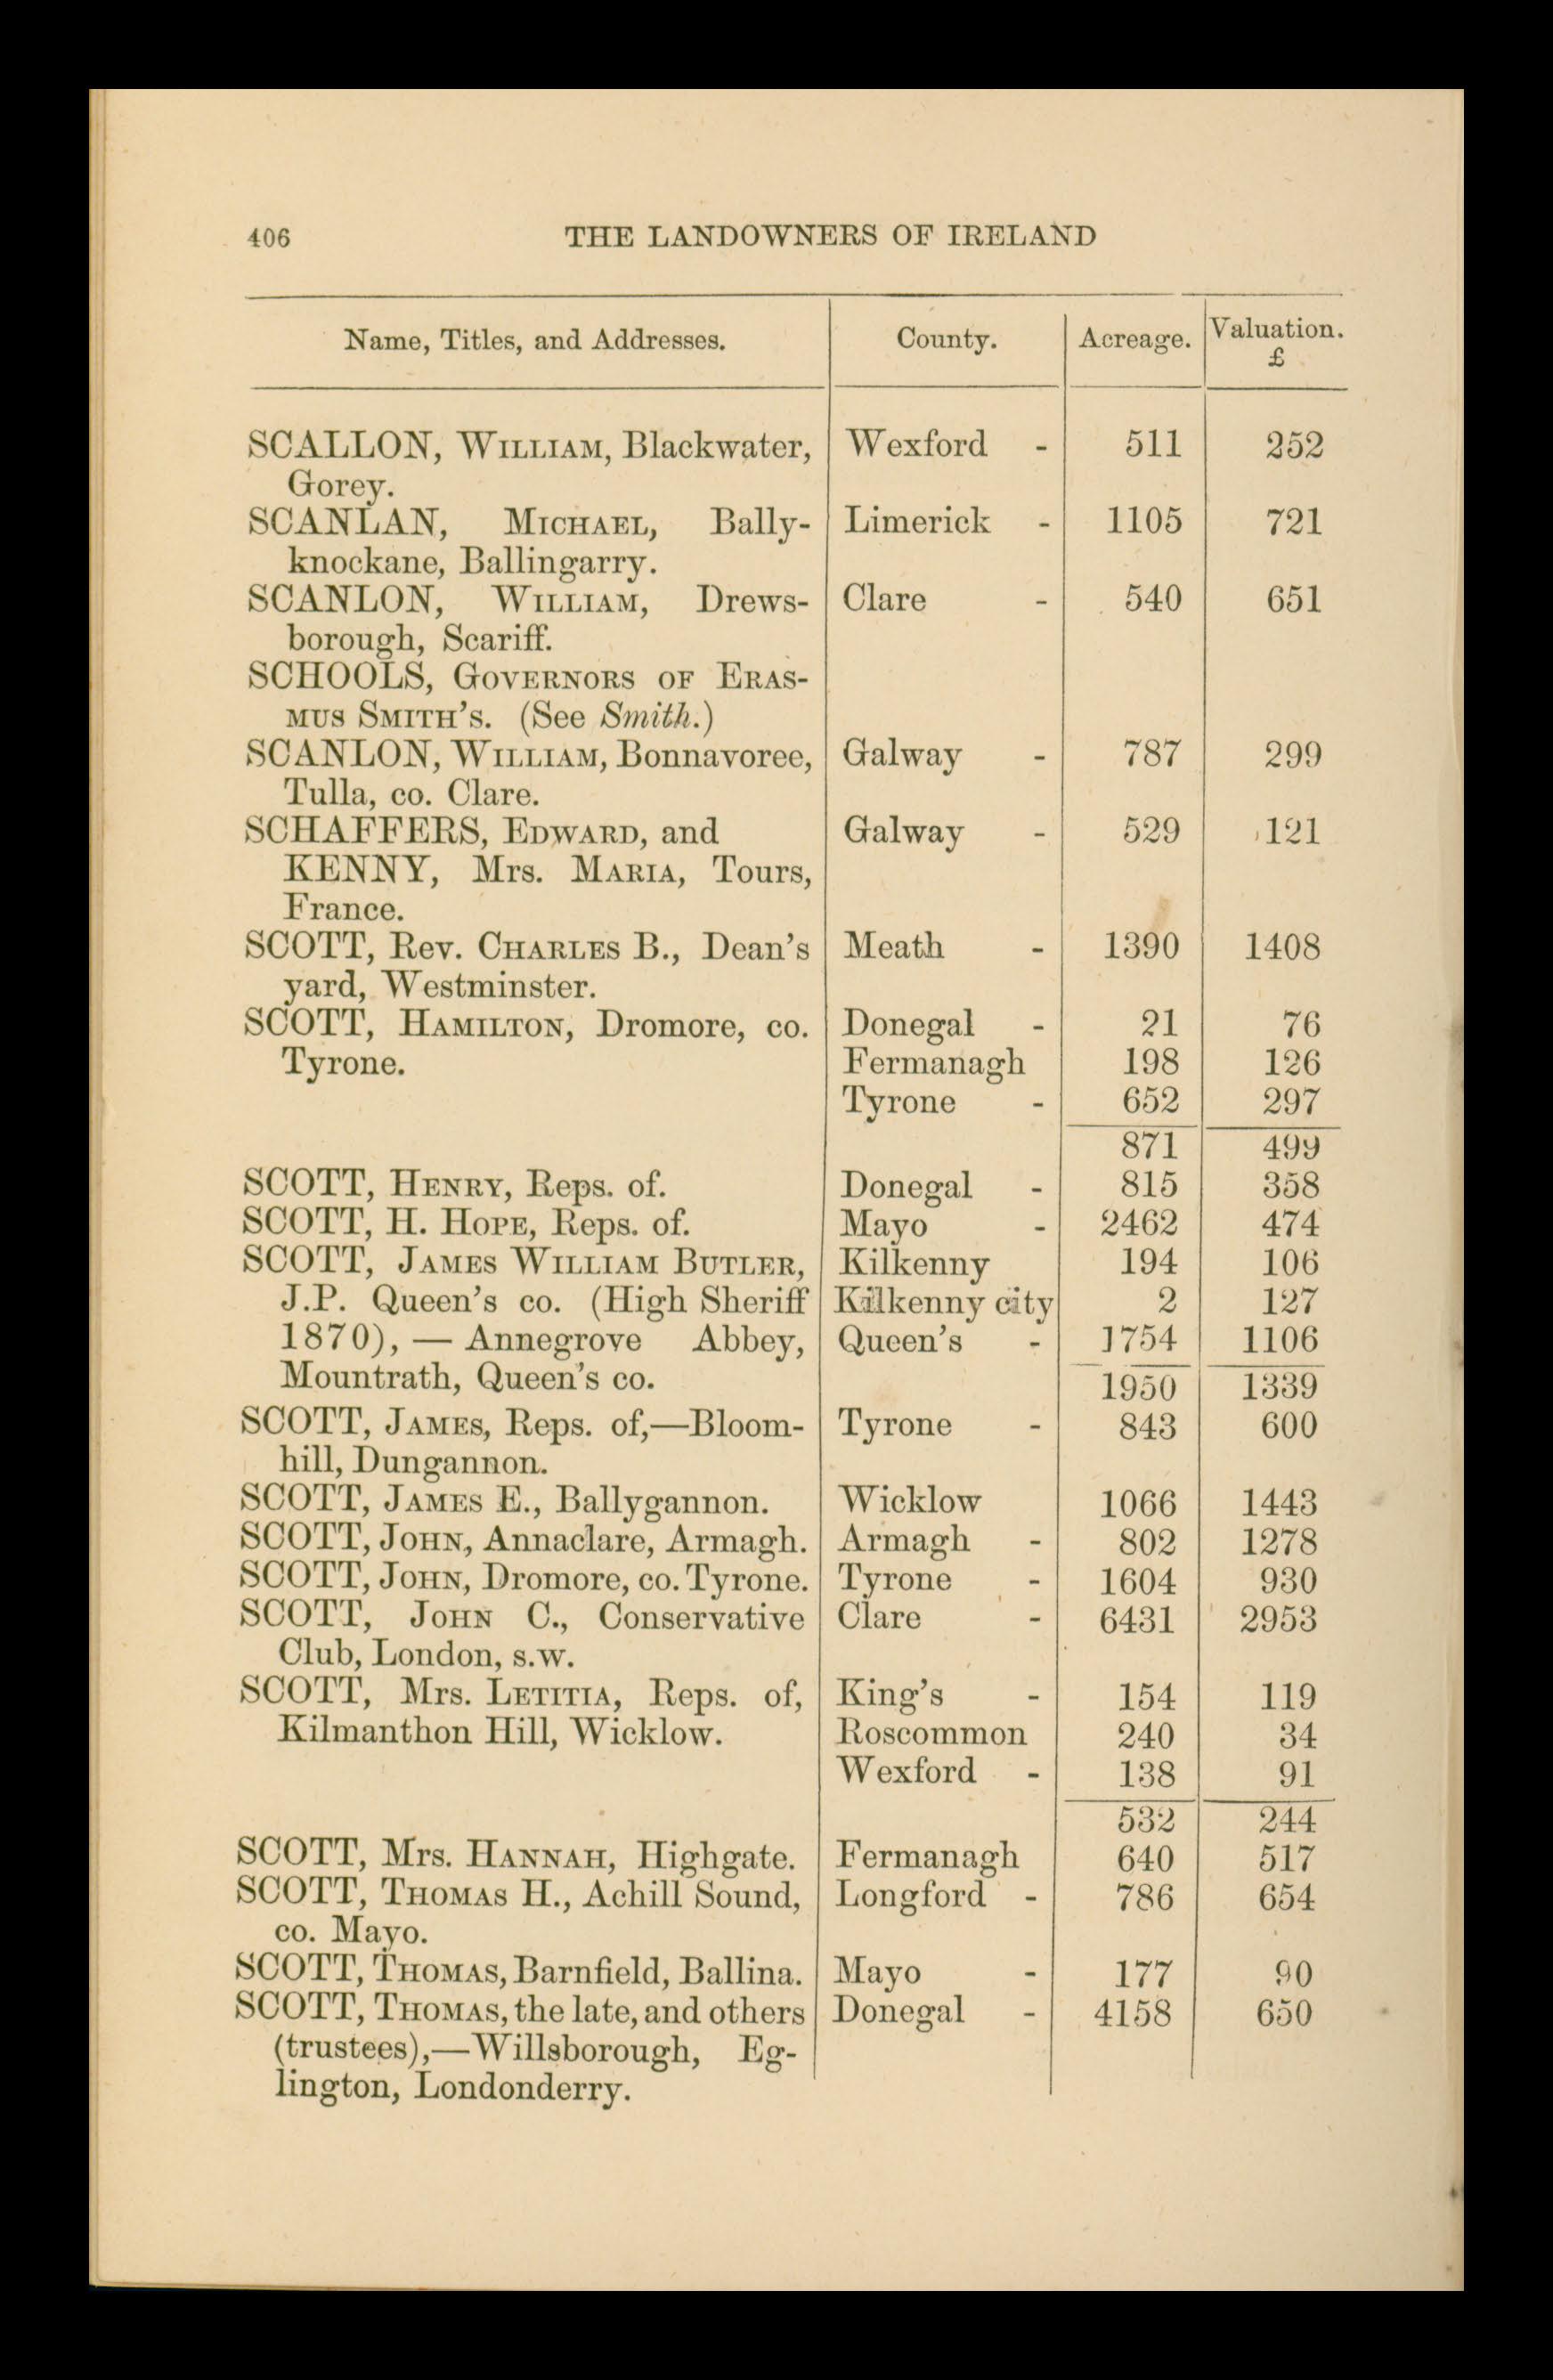 406 THE LANDOWNERS OF IRELAND
Name, Titles, and Addresses. County. Acreage. Valuation.
£
SCALLON, WILLIAM, Blackwater, Wexford - 511 252
Gorey.
SCANLAN, MICHAEL, Bally- Limerick - 1105 721
knockane, Ballingarry.
SCANLON, WILLIAM, Drews- Clare - 540 651
borough, Scariff.
SCHOOLS, GOVERNORS OF ERAS-
MUS SMITH'S. (See Smith.)
SCANLON, WILLIAM, Bonnavoree, Galway - 787 299
Tulla, co. Clare.
SCHAFFERS, EDWARD, and Galway - 529 121
KENNY, Mrs. MARIA, Tours,
France.
SCOTT, Rev. CHARLES B., Dean's Meath - 1390 1408
yard, Westminster.
SCOTT, HAMILTON, Dromore, co. Donegal - 21 76
Tyrone. Fermanagh 198 126
Tyrone - 652 297
871 499
SCOTT, HENRY, Reps. of. Donegal - 815 358
SCOTT, H. HOPE, Reps. of. Mayo - 2462 474
SCOTT, JAMES WILLIAM BUTLER, Kilkenny 194 106
J.P. Queen's co. (High Sheriff Kilkenny city 2 127
1870), — Annegrove Abbey, Queen's - 1754 1106
Mountrath, Queen's co. 1950 1339
SCOTT, JAMES, Reps. of,—Bloom- Tyrone - 843 600
hill, Dungannon.
SCOTT, JAMES E., Ballygannon. Wicklow 1066 1443
SCOTT, JOHN, Annaclare, Armagh. Armagh - 802 1278
SCOTT, JOHN, Dromore, co. Tyrone. Tyrone - 1604 930
SCOTT, JOHN C., Conservative Clare - 6431 2953
Club, London, S.W.
SCOTT, Mrs. LETITIA, Reps. of, King's - 154 119
Kilmanthon Hill, Wicklow. Roscommon 240 34
Wexford - 138 91
532 244
SCOTT, Mrs. HANNAH, Highgate. Fermanagh 640 517
SCOTT, THOMAS H., Achill Sound, Longford - 786 654
co. Mayo.
SCOTT, THOMAS, Barnfield, Ballina. Mayo - 177 90
SCOTT, THOMAS, the late, and others Donegal - 4158 650
(trustees),—Willsborough, Eg-
lington, Londonderry.